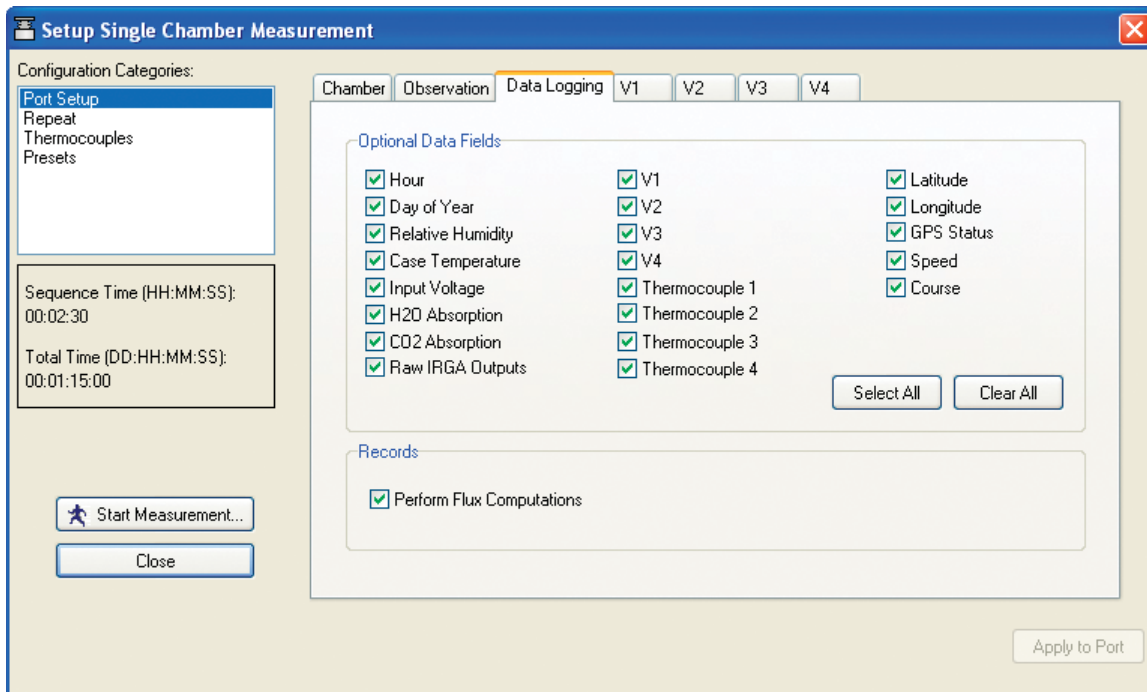 Setup Single Chamber Measurement
Configuration Categories:
Port Setup
Repeat
Thermocouples
Presets
Sequence Time (HH:MM:SS):
00:02:30
Total Time (DD:HH:MM:SS):
00:01:15:00
Start Measurement...
Close
Chamber Observation Data Logging V1 V2 V3 V4
Optional Data Fields
Hour
Day of Year
Relative Humidity
Case Temperature
Input Voltage
H2O Absorption
CO2 Absorption
Raw IRGA Outputs
V1
V2
V3
V4
Thermocouple 1
Thermocouple 2
Thermocouple 3
Thermocouple 4
Latitude
Longitude
GPS Status
Speed
Course
Select All Clear All
Records
Perform Flux Computations
Apply to Port